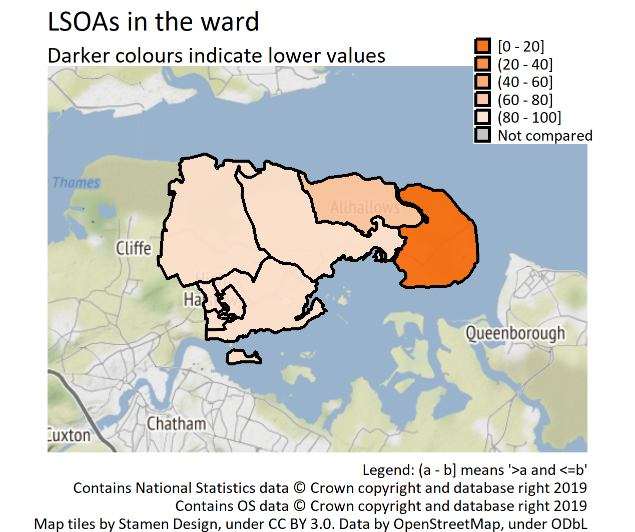 LSOAs in the ward
Darker colours indicate lower values
[0 - 20]
(20 - 40]
(40 - 60]
(60 - 80]
(80 - 100]
Not compared
Thames
Allhallows
Cliffe
Queenborough
Chatham
Legend: (a - b] means '>a and <=b'
Contains National Statistics data © Crown copyright and database right 2019
Contains OS data © Crown copyright and database right 2019
Map tiles by Stamen Design, under CC BY 3.0. Data by OpenStreetMap, under ODbL